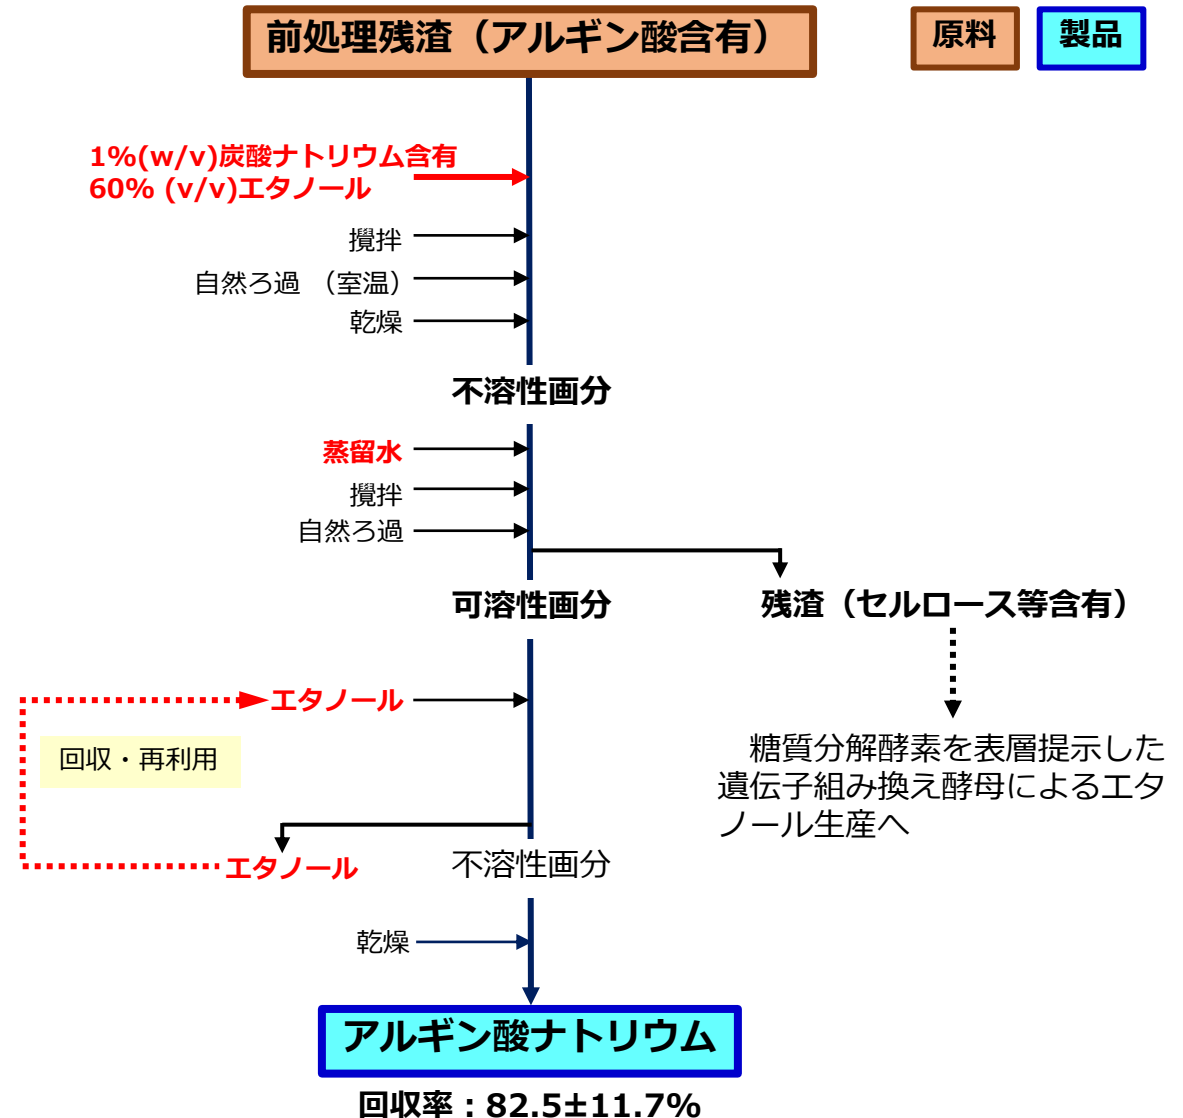 前処理残渣（アルギン酸含有）
原料
製品
1%(w/v)炭酸ナトリウム含有
60% (v/v)エタノール
攪拌
自然ろ過 （室温）
乾燥
不溶性画分
蒸留水
攪拌
自然ろ過
可溶性画分
残渣（セルロース等含有）
エタノール
回収・再利用
糖質分解酵素を表層提示した
遺伝子組み換え酵母によるエタ
ノール生産へ
エタノール
不溶性画分
乾燥
アルギン酸ナトリウム
回収率：82.5±11.7%